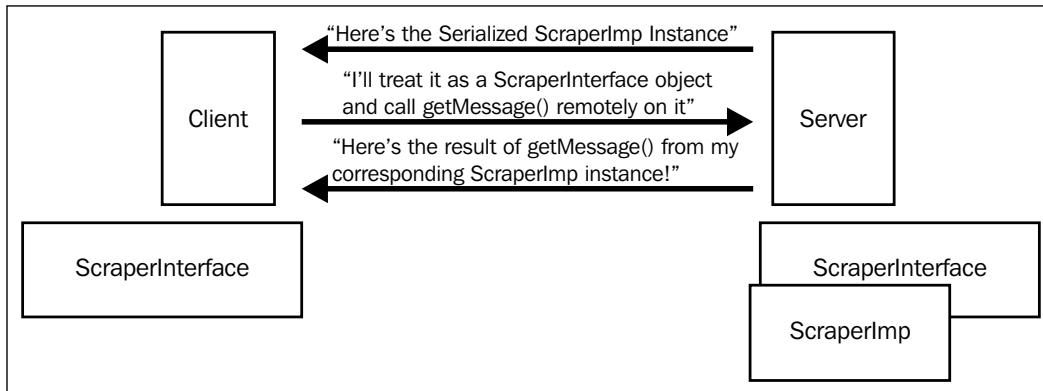 “Here’s the Serialized ScraperImp Instance”
“I’ll treat it as a ScraperInterface object
and call getMessage() remotely on it”
Client
Server
“Here’s the result of getMessage() from my
corresponding ScraperImp instance!”
ScraperInterface
ScraperInterface
ScraperImp